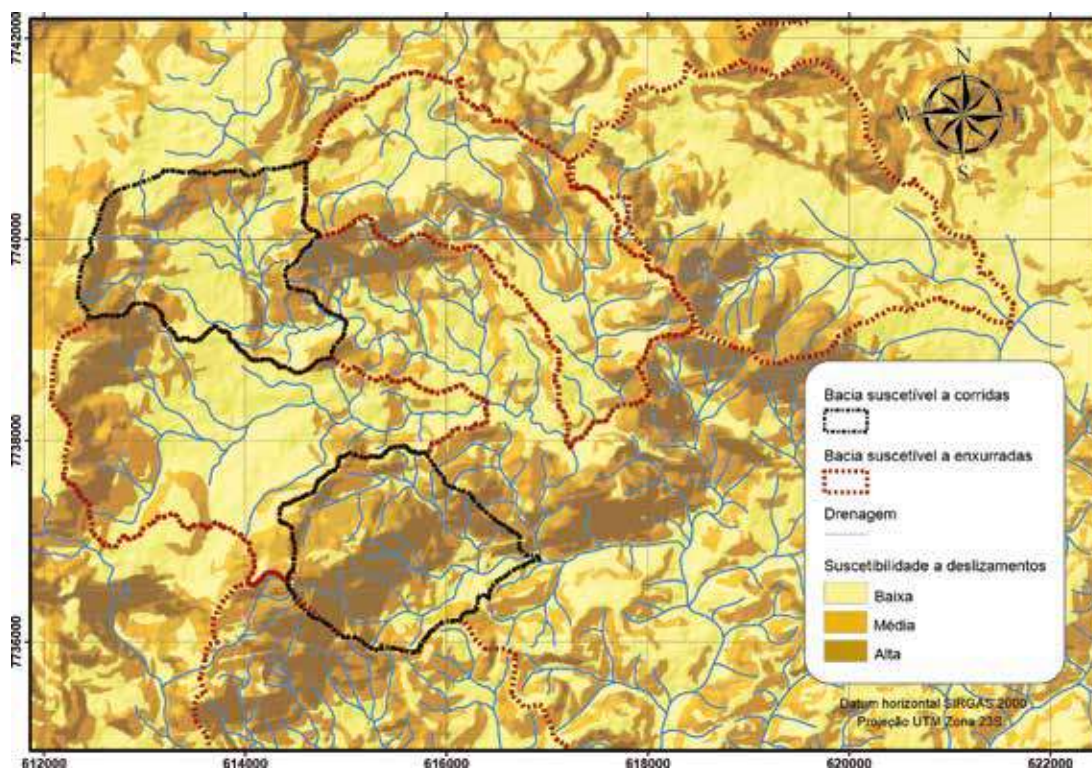 7742000
7740000
7738000
7736000
N
W
E
S
Bacia suscetível a corridas
Bacia suscetível a enxurradas
Drenagem
Suscetibilidade a deslizamentos
Baixa
Média
Alta
Datum horizontal SIRGAS 2000
Projeção UTM Zona 23S
612000
614000
616000
618000
620000
622000